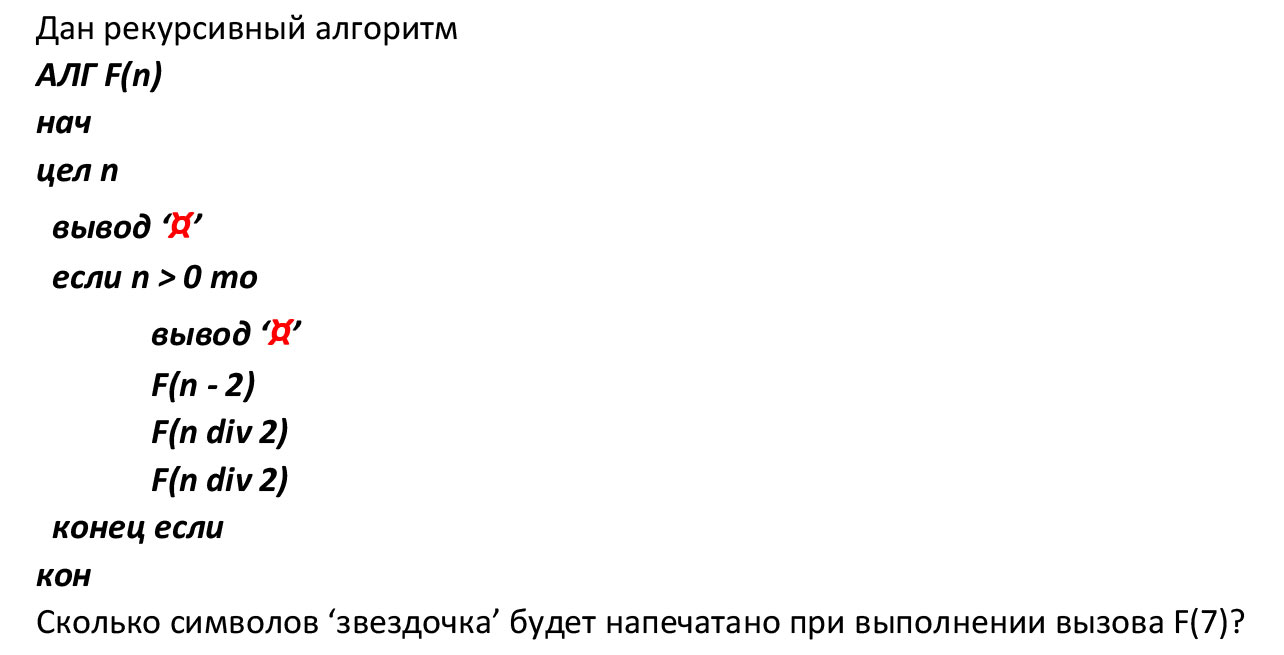 Дан рекурсивный алгоритм
АЛГ F(n)
нач
цел n
вывод ‘¤’
если n > 0 то
вывод ‘¤’
F(n - 2)
F(n div 2)
F(n div 2)
конец если
кон
Сколько символов ‘звездочка’ будет напечатано при выполнении вызова F(7)?